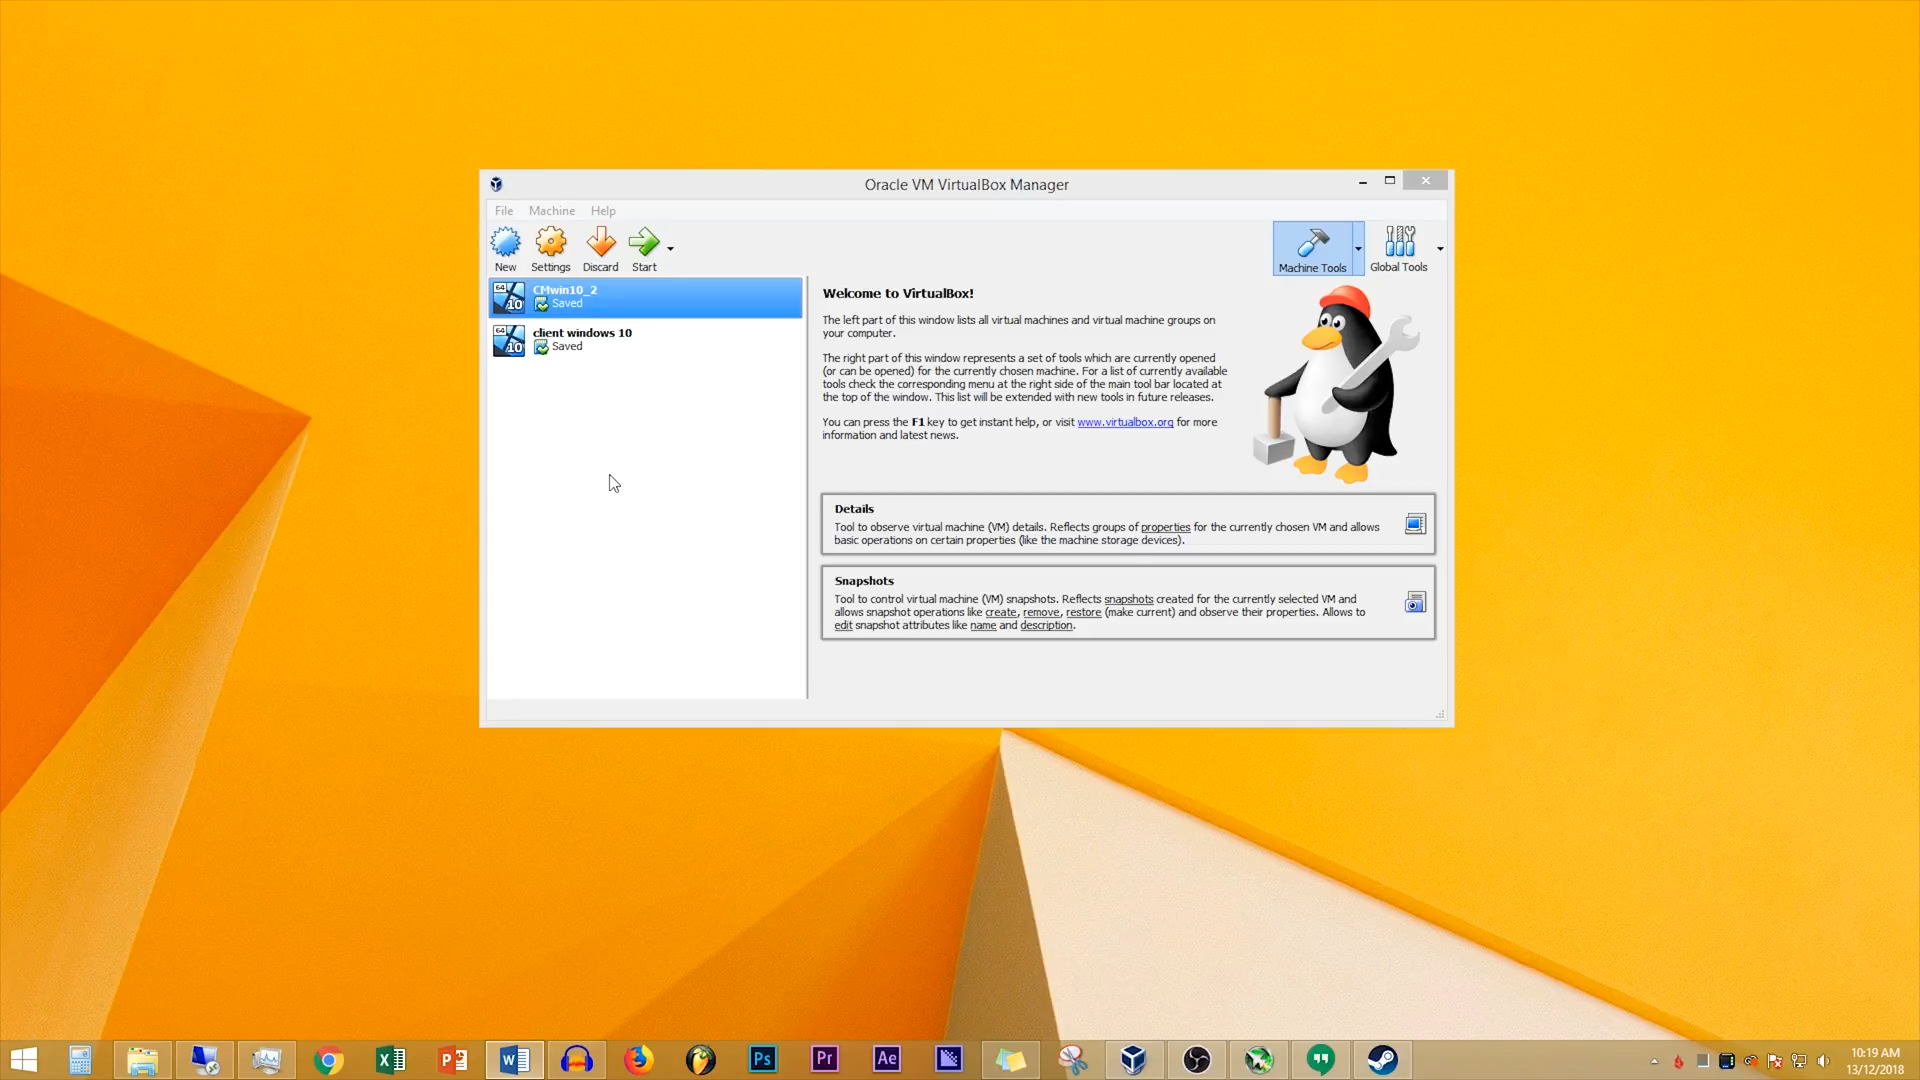 Oracle VM VirtualBox Manager
File Machine Help
New Settings Discard Start
Machine Tools Global Tools
64 10 CMwin10_2
Saved
64 10 client windows 10
Saved
Welcome to VirtualBox!
The left part of this window lists all virtual machines and virtual machine groups on
your computer.
The right part of this window represents a set of tools which are currently opened
(or can be opened) for the currently chosen machine. For a list of currently available
tools check the corresponding menu at the right side of the main tool bar located at
the top of the window. This list will be extended with new tools in future releases.
You can press the F1 key to get instant help, or visit www.virtualbox.org for more
information and latest news.
Details
Tool to observe virtual machine (VM) details. Reflects groups of properties for the currently chosen VM and allows
basic operations on certain properties (like the machine storage devices).
Snapshots
Tool to control virtual machine (VM) snapshots. Reflects snapshots created for the currently selected VM and
allows snapshot operations like create, remove, restore (make current) and observe their properties. Allows to
edit snapshot attributes like name and description.
Ps Pr Ae
10:19 AM
13/12/2018